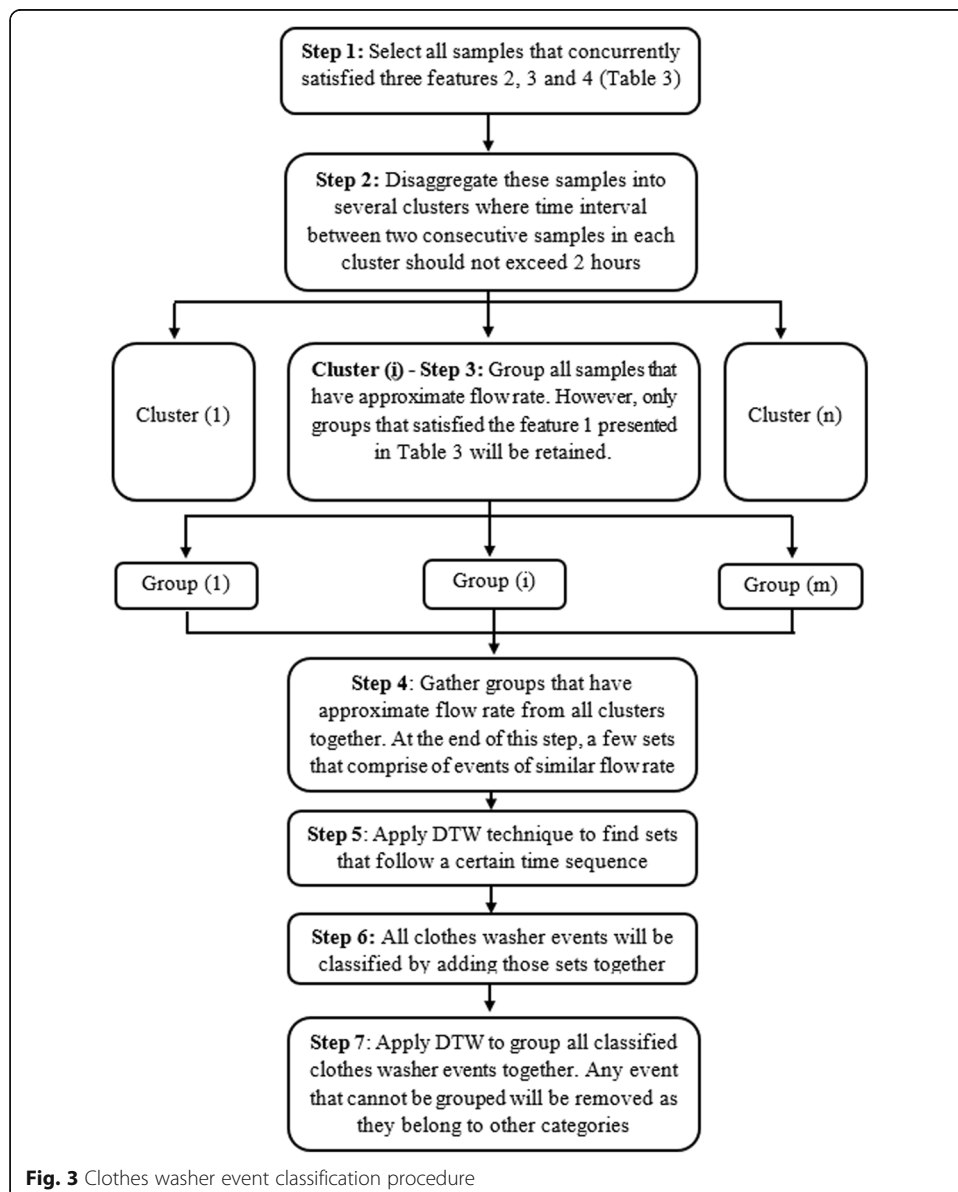 Step 1: Select all samples that concurrently
satisfied three features 2, 3 and 4 (Table 3)
Step 2: Disaggregate these samples into
several clusters where time interval
between two consecutive samples in each
cluster should not exceed 2 hours
Cluster (1)
Cluster (i) - Step 3: Group all samples that
have approximate flow rate. However, only
groups that satisfied the feature 1 presented
in Table 3 will be retained.
Cluster (n)
Group (1)
Group (i)
Group (m)
Step 4: Gather groups that have
approximate flow rate from all clusters
together. At the end of this step, a few sets
that comprise of events of similar flow rate
Step 5: Apply DTW technique to find sets
that follow a certain time sequence
Step 6: All clothes washer events will be
classified by adding those sets together
Step 7: Apply DTW to group all classified
clothes washer events together. Any event
that cannot be grouped will be removed as
they belong to other categories
Fig. 3 Clothes washer event classification procedure